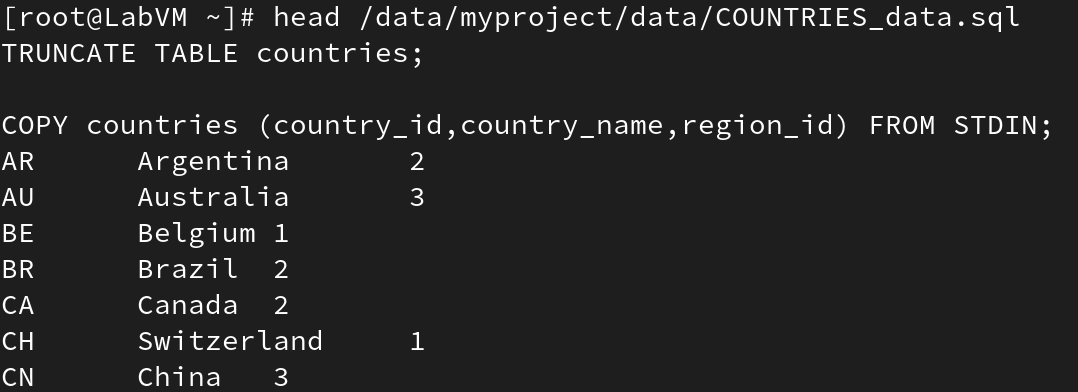 [root@LabVM ~]# head /data/myproject/data/COUNTRIES_data.sql
TRUNCATE TABLE countries;

COPY countries (country_id,country_name,region_id) FROM STDIN;
AR	Argentina	2
AU	Australia	3
BE	Belgium	1
BR	Brazil	2
CA	Canada	2
CH	Switzerland	1
CN	China	3